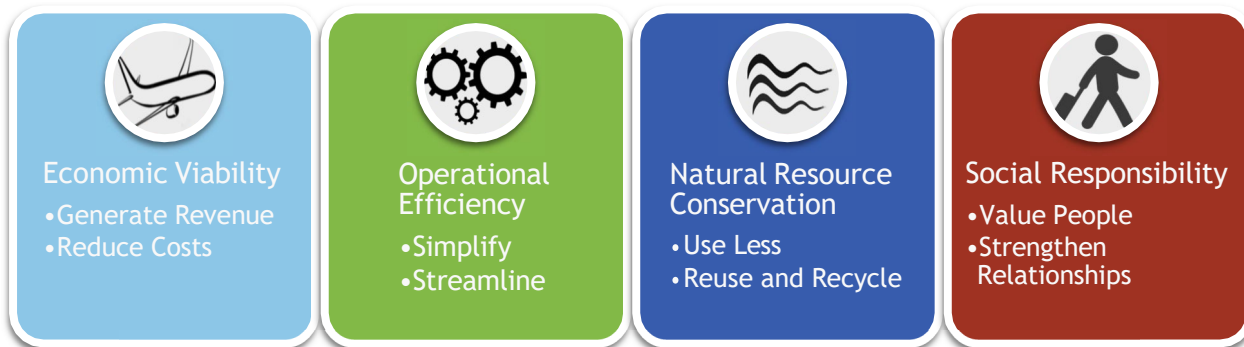 Economic Viability
•Generate Revenue
•Reduce Costs
Operational
Efficiency
•Simplify
•Streamline
Natural Resource
Conservation
•Use Less
•Reuse and Recycle
Social Responsibility
•Value People
•Strengthen
Relationships